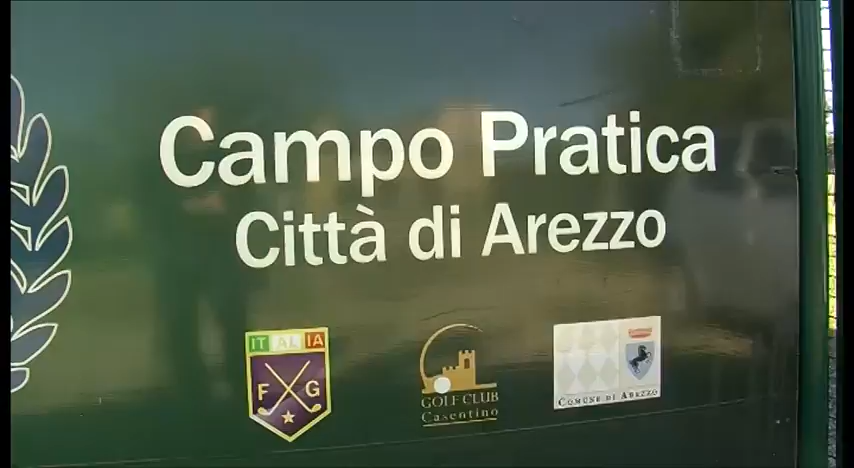 Campo Pratica
Città di Arezzo
ITALIA
F G
GOLF CLUB
Casentino
COMUNE DI AREZZO